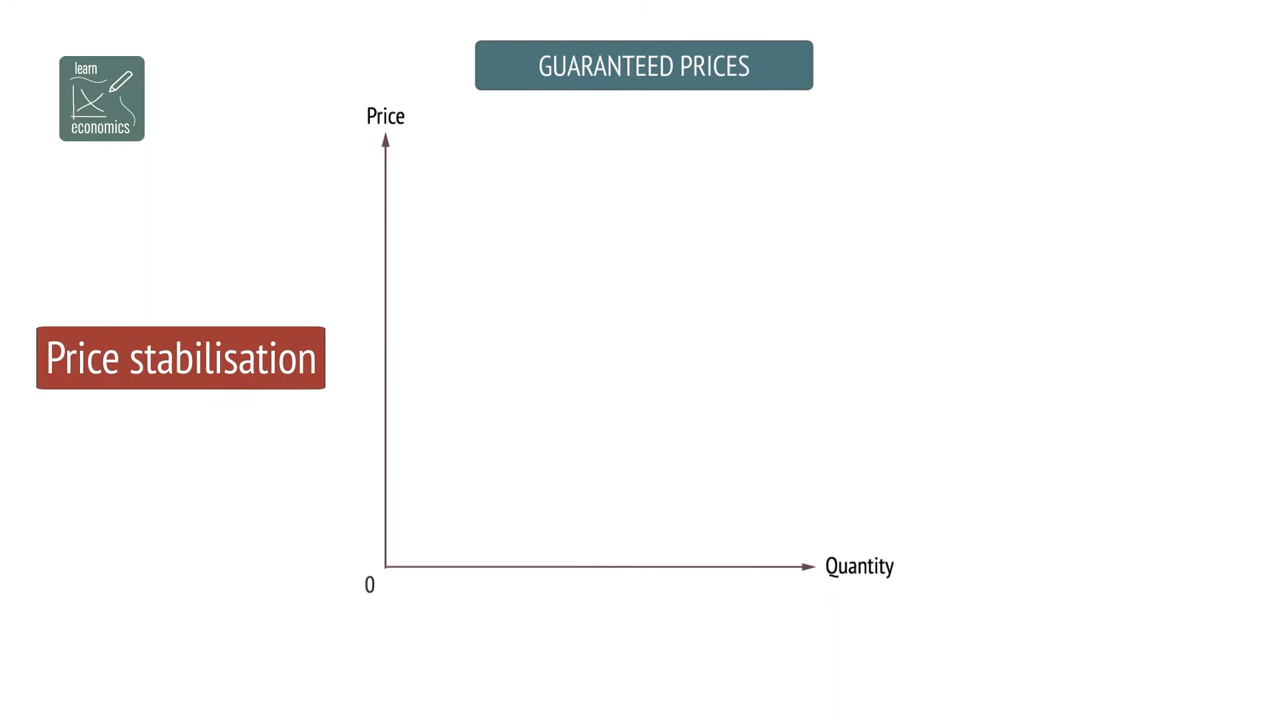 learn
economics
GUARANTEED PRICES
Price
Price stabilisation
Quantity
0